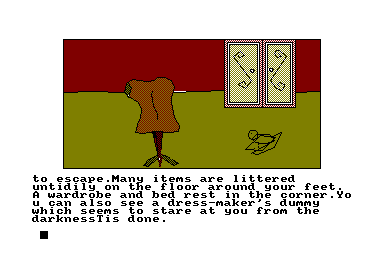 to escape.Many items are littered
untidily on the floor around your feet.
A wardrobe and bed rest in the corner.Yo
u can also see a dress-maker's dummy
which seems to stare at you from the
darknessTis done.